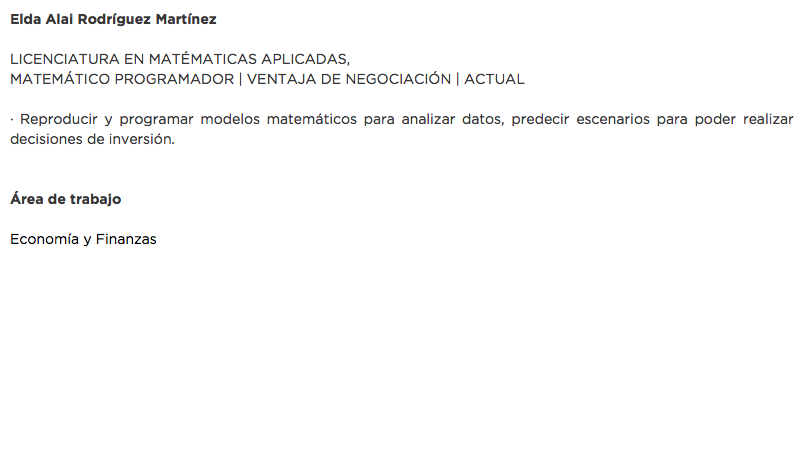 Elda Alai Rodríguez Martínez
LICENCIATURA EN MATÉMATICAS APLICADAS,
MATEMÁTICO PROGRAMADOR | VENTAJA DE NEGOCIACIÓN | ACTUAL
· Reproducir y programar modelos matemáticos para analizar datos, predecir escenarios para poder realizar
decisiones de inversión.
Área de trabajo
Economía y Finanzas